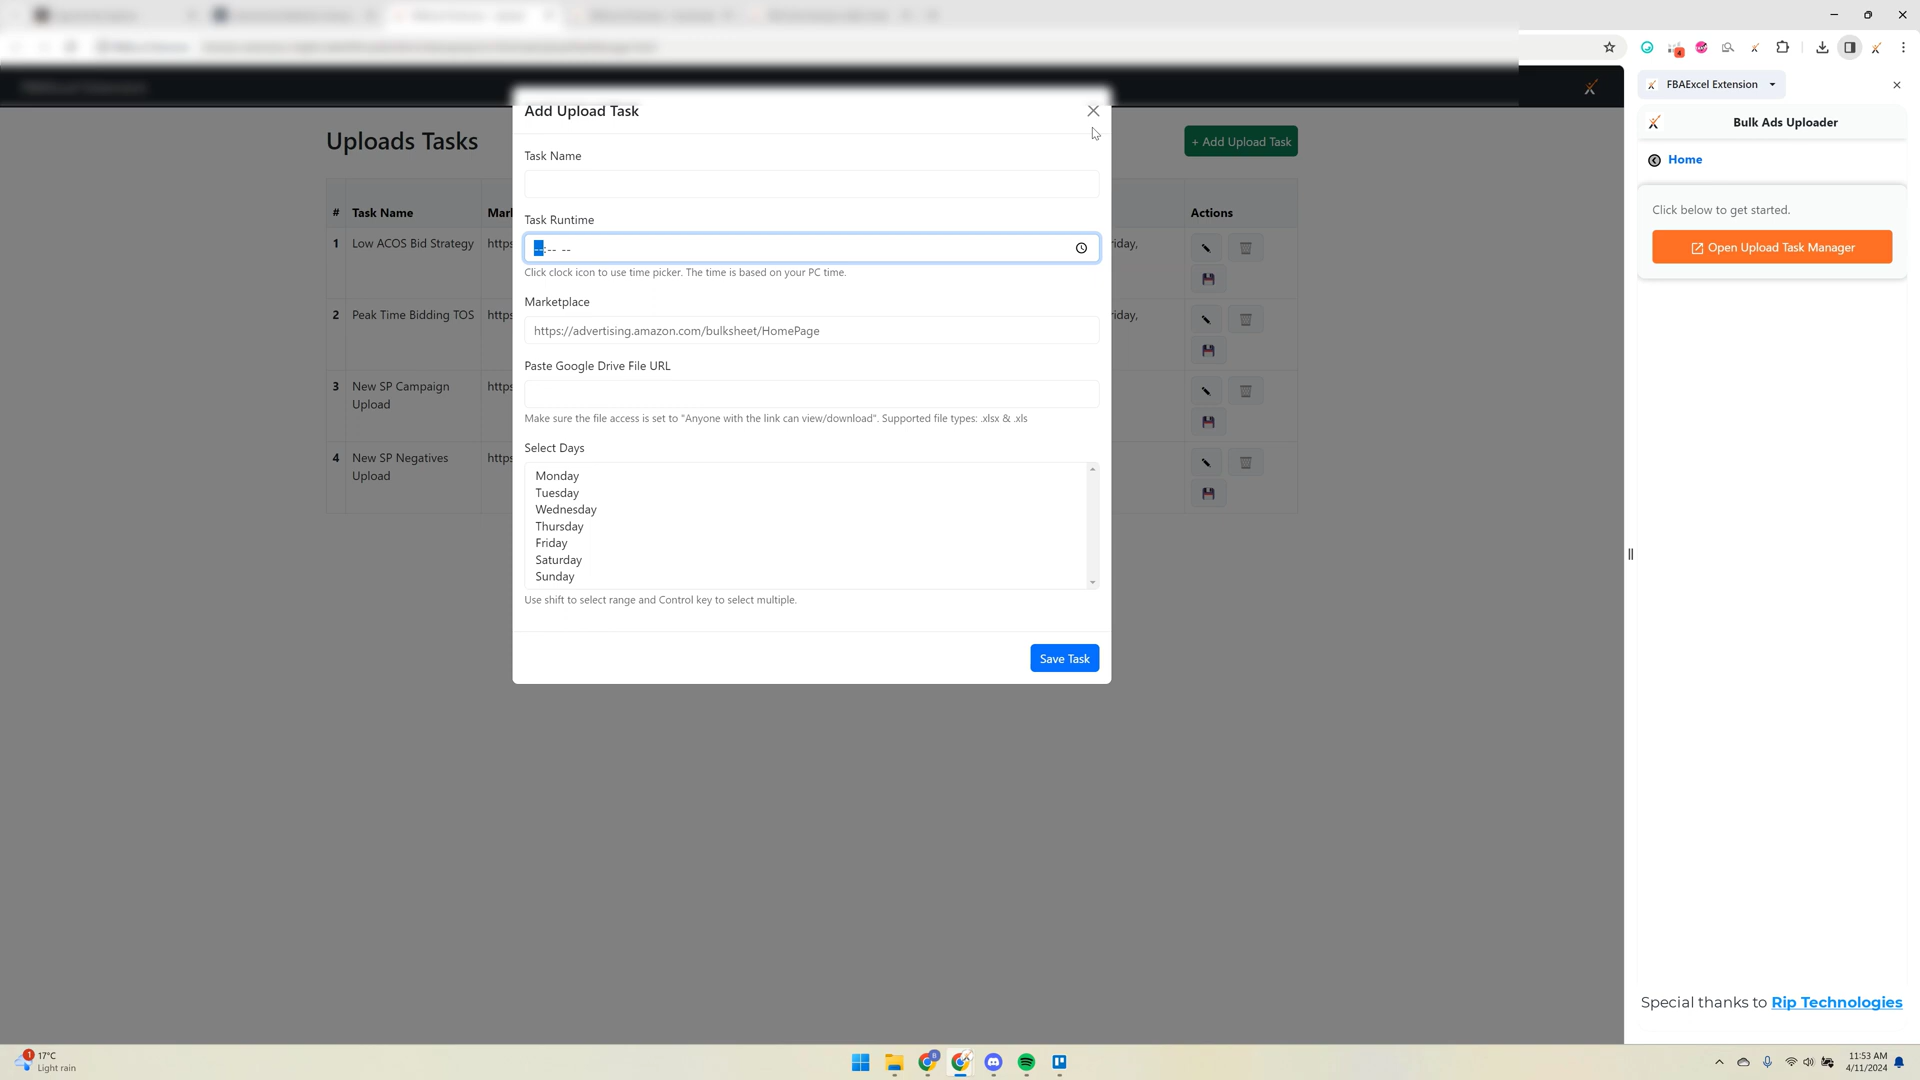 FBAExcel Extension
Add Upload Task
Bulk Ads Uploader
Uploads Tasks
+ Add Upload Task
Task Name
Home
Task Runtime
--:-- --
Click clock icon to use time picker. The time is based on your PC time.
Click below to get started.
Open Upload Task Manager
Marketplace
https://advertising.amazon.com/bulksheet/HomePage
Paste Google Drive File URL
Make sure the file access is set to "Anyone with the link can view/download". Supported file types: .xlsx & .xls
Select Days
Monday
Tuesday
Wednesday
Thursday
Friday
Saturday
Sunday
Use shift to select range and Control key to select multiple.
Save Task
# Task Name Mar Actions
1 Low ACOS Bid Strategy https iday,
2 Peak Time Bidding TOS https iday,
3 New SP Campaign https
Upload
4 New SP Negatives https
Upload
Special thanks to Rip Technologies
4
1
17°C
Light rain
11:53 AM
4/11/2024